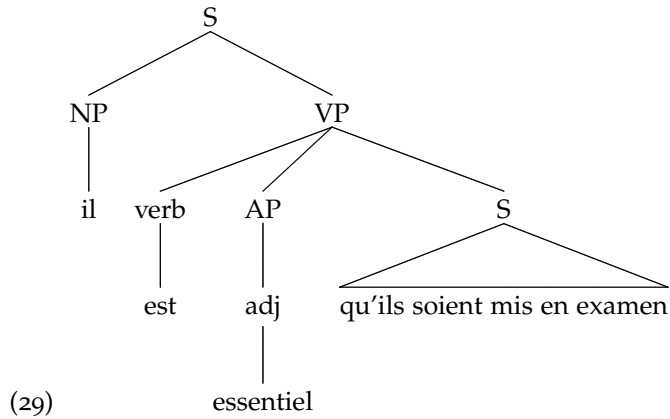 S
NP VP
il verb AP S
est adj qu'ils soient mis en examen
(29) essentiel